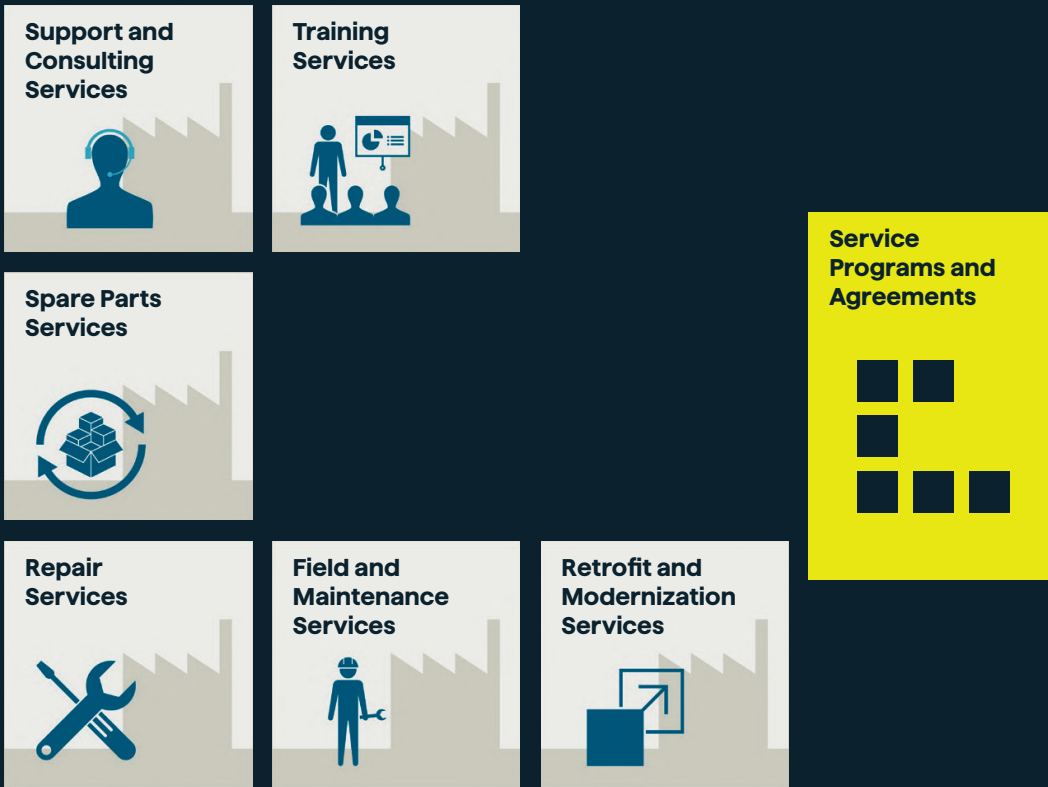 Support and
Consulting
Services
Training
Services
Service
Programs and
Agreements
Spare Parts
Services
Repair
Services
Field and
Maintenance
Services
Retrofit and
Modernization
Services